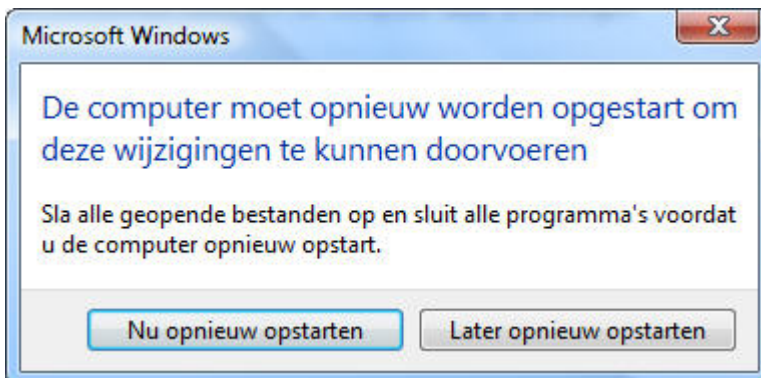 Microsoft Windows
De computer moet opnieuw worden opgestart om
deze wijzigingen te kunnen doorvoeren
Sla alle geopende bestanden op en sluit alle programma's voordat
u de computer opnieuw opstart.
Nu opnieuw opstarten
Later opnieuw opstarten